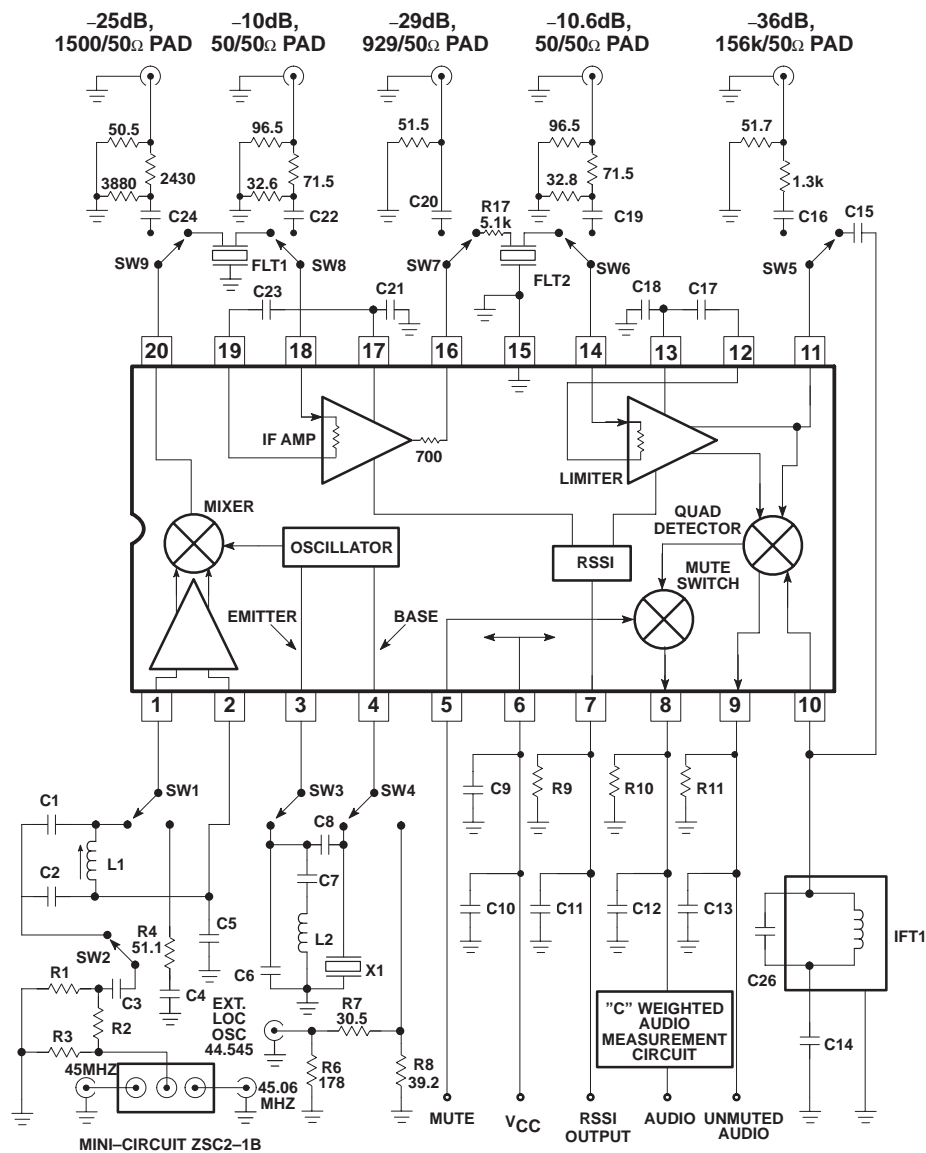 –25dB, –10dB, –29dB, –10.6dB, –36dB,
1500/50Ω PAD 50/50Ω PAD 929/50Ω PAD 50/50Ω PAD 156k/50Ω PAD
50.5 96.5 51.5 96.5 51.7
2430 71.5 71.5 1.3k
3880 32.6 32.8
C24 C22 C20 R17 C19 C16 C15
5.1k
SW9 FLT1 SW8 SW7 FLT2 SW6 SW5
C23 C21 C18 C17
20 19 18 17 16 15 14 13 12 11
IF AMP 700 LIMITER
MIXER QUAD
DETECTOR
OSCILLATOR RSSI MUTE
SWITCH
EMITTER BASE
1 2 3 4 5 6 7 8 9 10
SW1 SW3 SW4 C9 R9 R10 R11
C1 C8
L1 C7
C2 C10 C11 C12 C13
R4 C5 L2 IFT1
51.1
SW2 C6 X1 C26
R1 C3 C4 EXT. R7
LOC 30.5
OSC
44.545
R2 "C" WEIGHTED
AUDIO
MEASUREMENT
CIRCUIT
R3 R6 R8 C14
178 39.2
45MHZ 45.06
MHZ
MUTE VCC RSSI
OUTPUT AUDIO UNMUTED
AUDIO
MINI–CIRCUIT ZSC2–1B